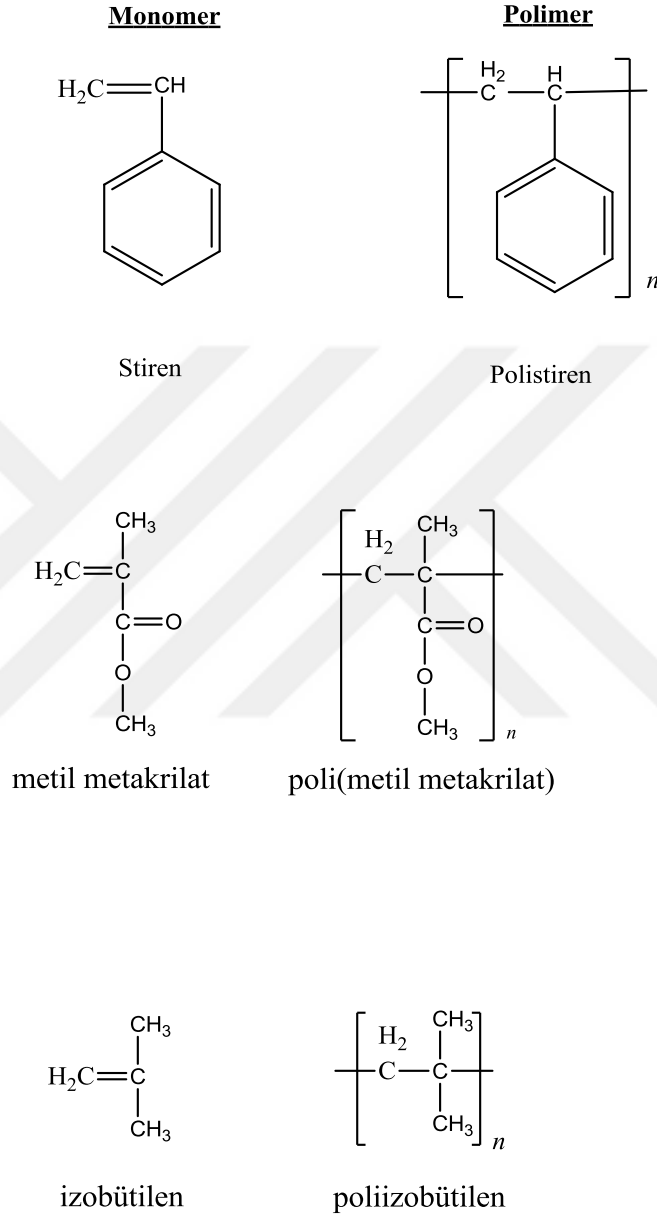 Monomer Polimer
H2C CH
H2 H
C C
n
Stiren Polistiren
CH3 CH3
H2
H2C C C C
C O C O
O O
CH3 CH3
n
metil metakrilat poli(metil metakrilat)
CH3 CH3
H2
H2C C C C
CH3 CH3
n
izobütilen poliizobütilen